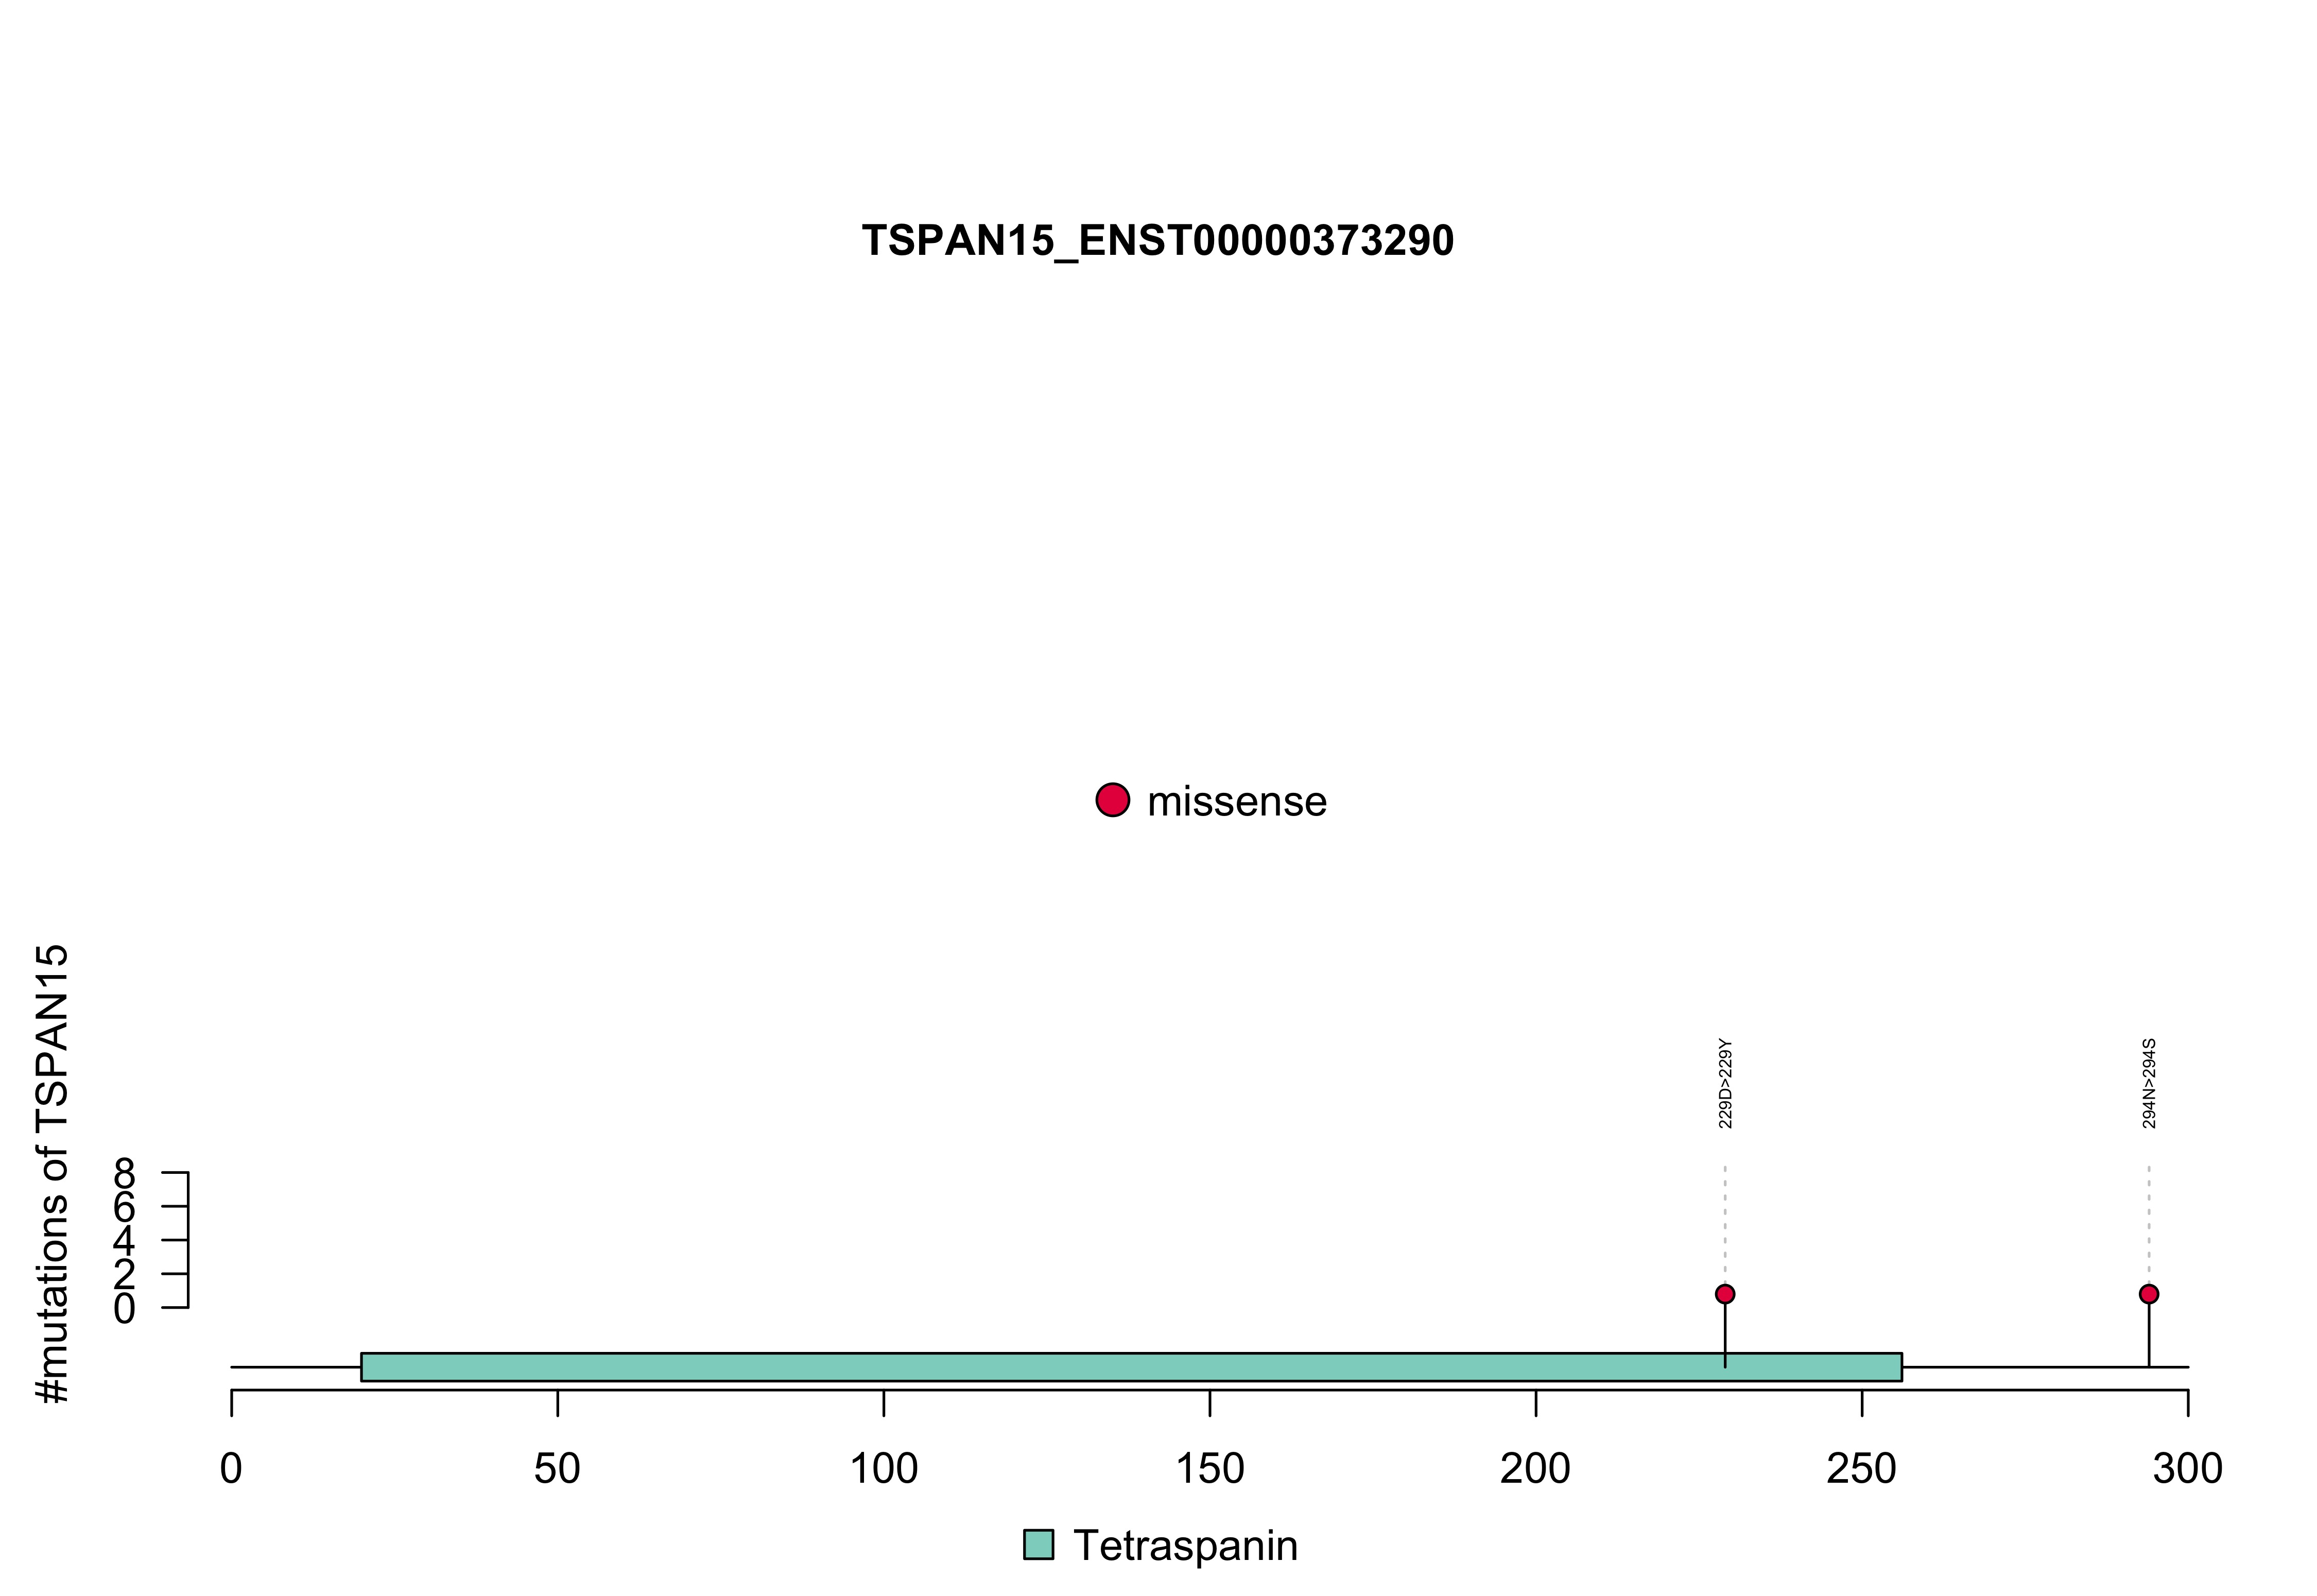 TSPAN15_ENST00000373290
missense
#mutations of TSPAN15
229D>229Y
294N>294S
8
6
4
2
0
0 50 100 150 200 250 300
Tetraspanin